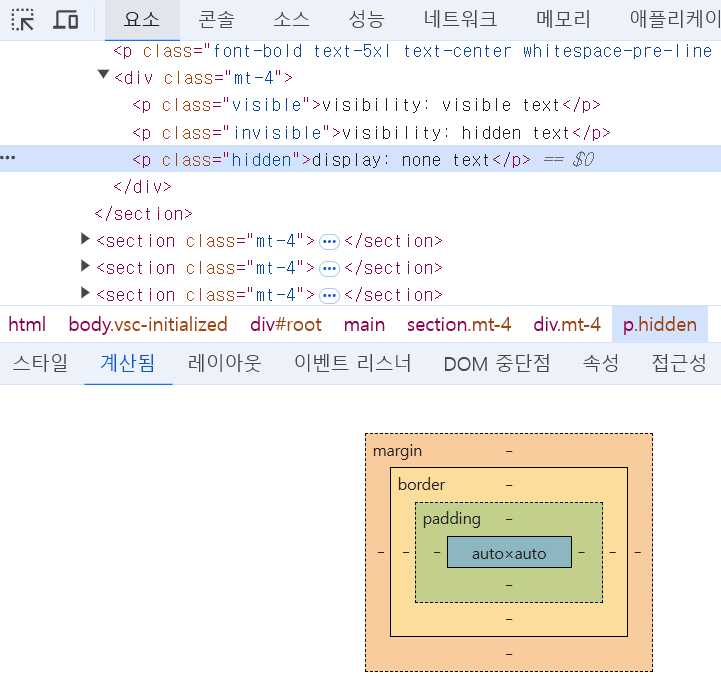 요소 콘솔 소스 성능 네트워크 메모리 애플리케이
<p class="font-bold text-5xl text-center whitespace-pre-line
▼<div class="mt-4">
<p class="visible">visibility: visible text</p>
<p class="invisible">visibility: hidden text</p>
••• <p class="hidden">display: none text</p> == $0
</div>
</section>
▶<section class="mt-4"> ••• </section>
▶<section class="mt-4"> ••• </section>
▶<section class="mt-4"> ••• </section>
html body.vsc-initialized div#root main section.mt-4 div.mt-4 p.hidden
스타일 계산됨 레이아웃 이벤트 리스너 DOM 중단점 속성 접근성
margin –
border –
padding –
– – – auto×auto – – –
–
–
–